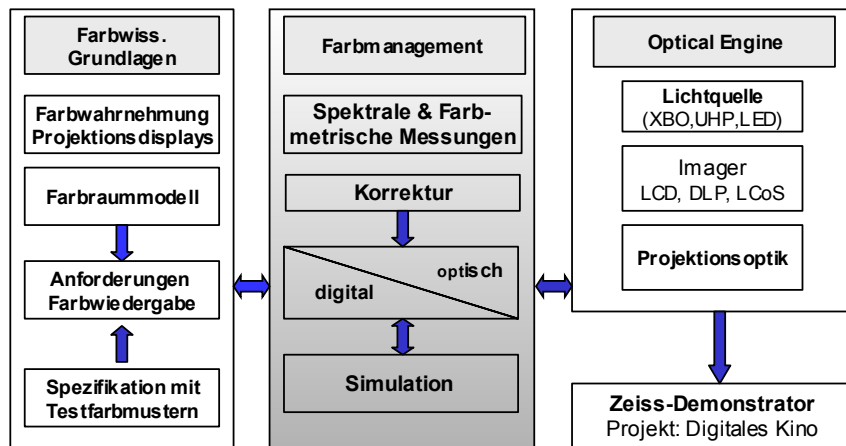 Farbwiss.
Grundlagen
Farbwahrnehmung
Projektionsdisplays
Farbraummodell
Anforderungen
Farbwiedergabe
Spezifikation mit
Testfarbmustern
Farbmanagement
Spektrale & Farb-
metrische Messungen
Korrektur
optisch
digital
Simulation
Optical Engine
Lichtquelle
(XBO,UHP,LED)
Imager
LCD, DLP, LCoS
Projektionsoptik
Zeiss-Demonstrator
Projekt: Digitales Kino